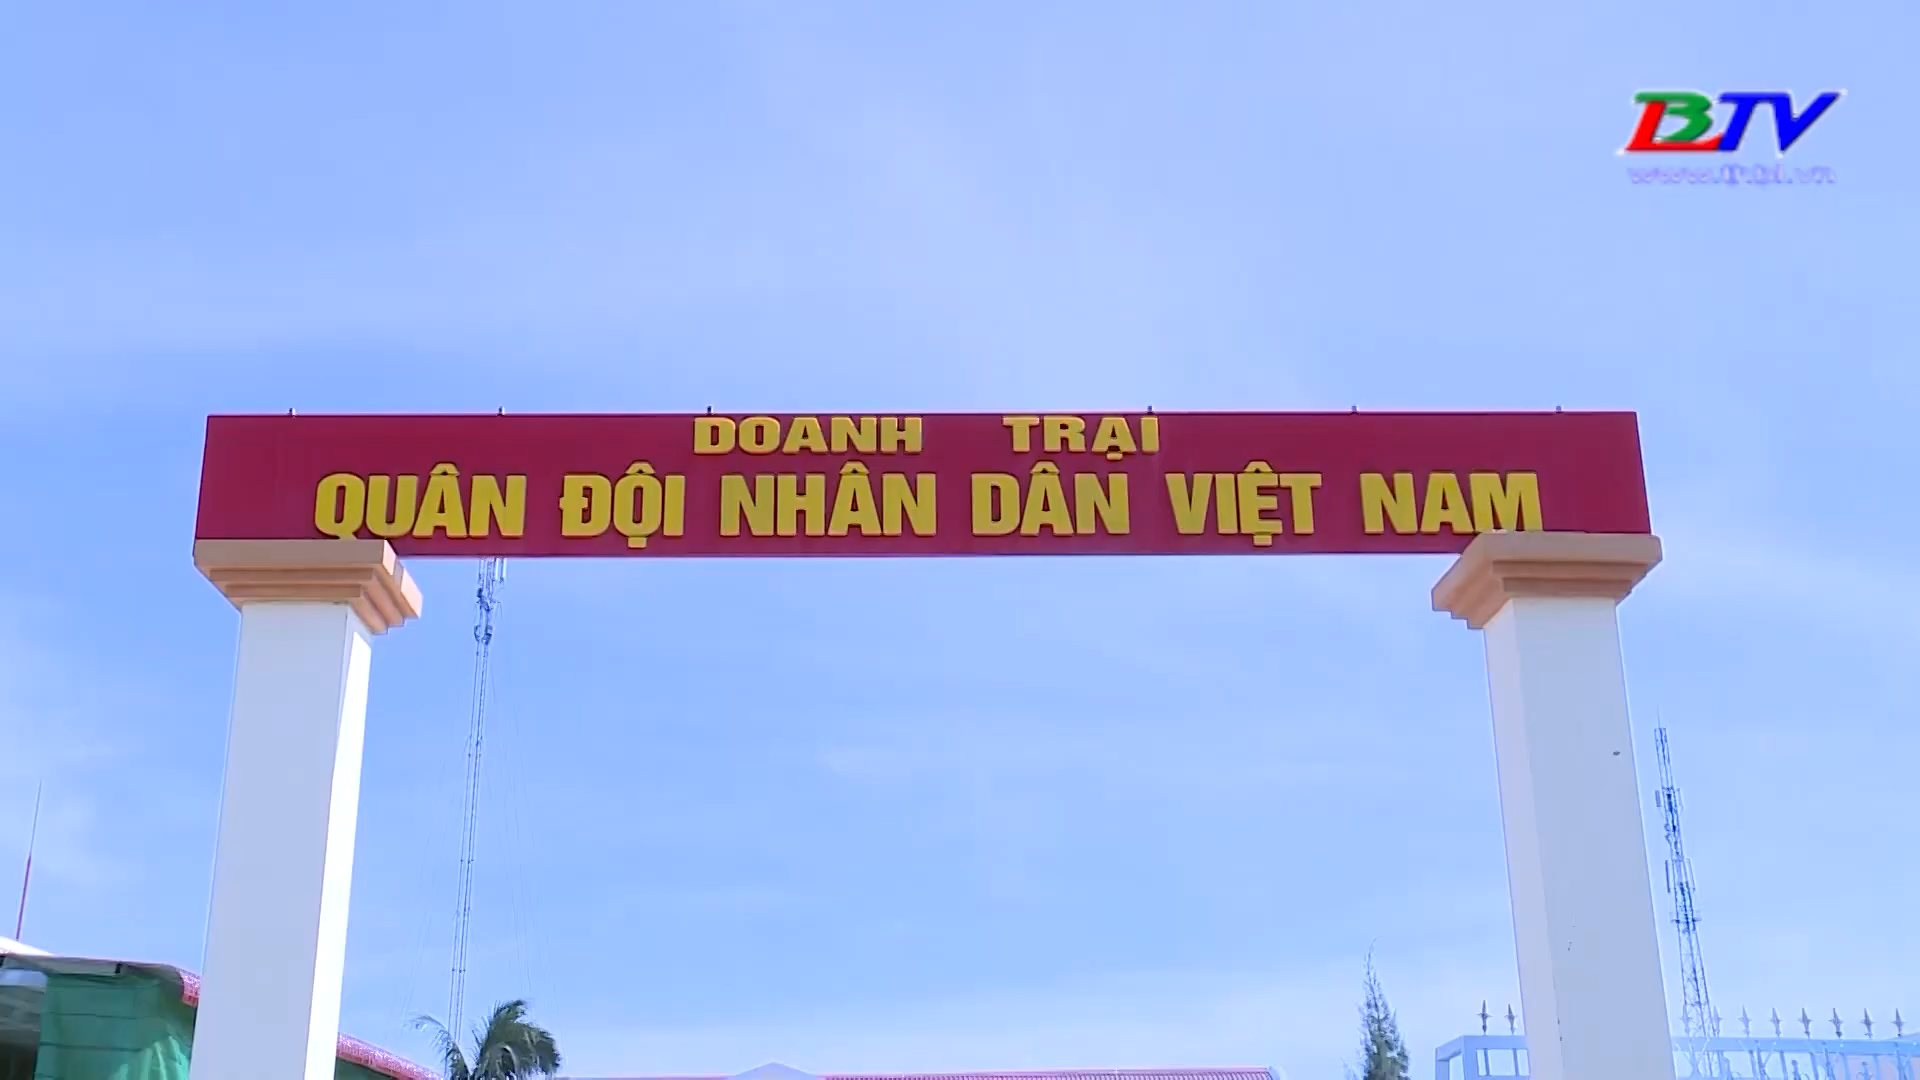 BTV
DOANH TRẠI
QUÂN ĐỘI NHÂN DÂN VIỆT NAM